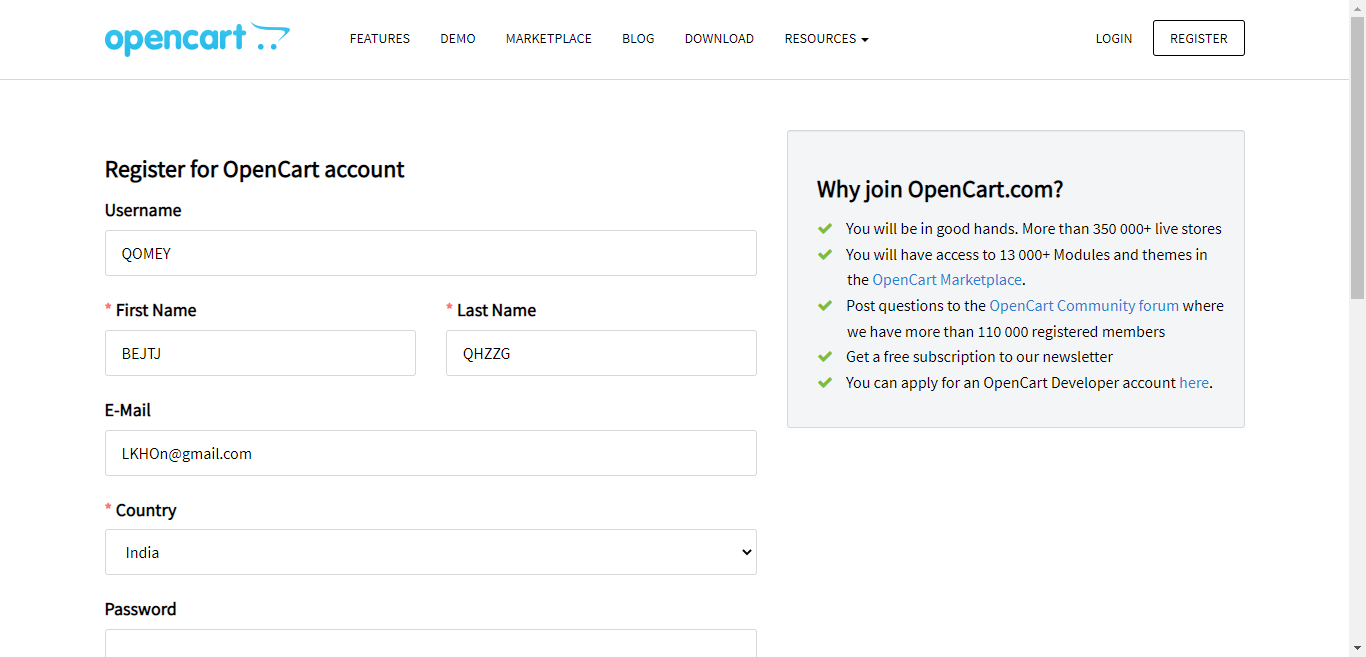 opencart
FEATURES DEMO MARKETPLACE BLOG DOWNLOAD RESOURCES
LOGIN REGISTER
Register for OpenCart account
Username
QOMEY
* First Name
* Last Name
BEJTJ
QHZZG
E-Mail
LKHOn@gmail.com
* Country
India
Password
Why join OpenCart.com?
You will be in good hands. More than 350 000+ live stores
You will have access to 13 000+ Modules and themes in
the OpenCart Marketplace.
Post questions to the OpenCart Community forum where
we have more than 110 000 registered members
Get a free subscription to our newsletter
You can apply for an OpenCart Developer account here.